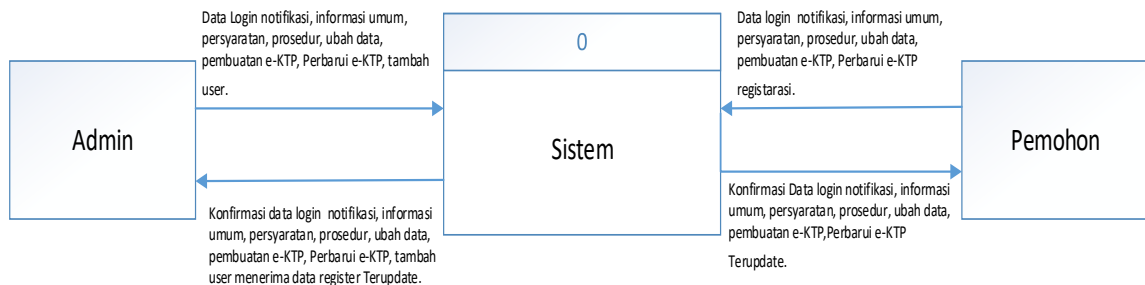 Data Login notifikasi, informasi umum,
persyaratan, prosedur, ubah data,
pembuatan e-KTP, Perbarui e-KTP, tambah
user.
Data login notifikasi, informasi umum,
persyaratan, prosedur, ubah data,
pembuatan e-KTP, Perbarui e-KTP
registarasi.
0
Admin
Sistem
Pemohon
Konfirmasi data login notifikasi, informasi
umum, persyaratan, prosedur, ubah data,
pembuatan e-KTP, Perbarui e-KTP, tambah
user menerima data register Terupdate.
Konfirmasi Data login notifikasi, informasi
umum, persyaratan, prosedur, ubah data,
pembuatan e-KTP,Perbarui e-KTP
Terupdate.